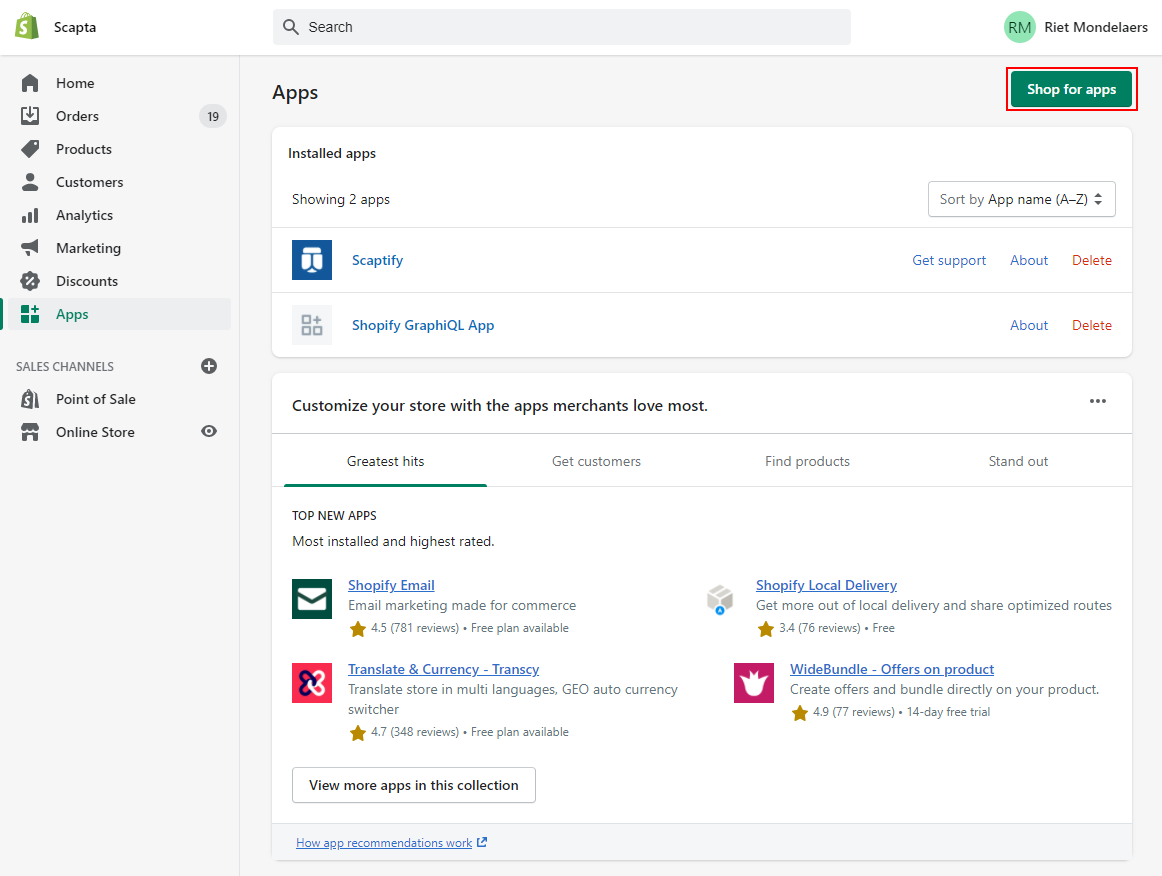 Scapta
Search
RM Riet Mondelaers
Home
Orders 19
Products
Customers
Analytics
Marketing
Discounts
Apps
SALES CHANNELS
Point of Sale
Online Store
Apps
Shop for apps
Installed apps
Showing 2 apps
Sort by App name (A–Z)
Scaptify Get support About Delete
Shopify GraphiQL App About Delete
Customize your store with the apps merchants love most.
Greatest hits Get customers Find products Stand out
TOP NEW APPS
Most installed and highest rated.
Shopify Email
Email marketing made for commerce
4.5 (781 reviews) • Free plan available
Shopify Local Delivery
Get more out of local delivery and share optimized routes
3.4 (76 reviews) • Free
Translate & Currency - Transcy
Translate store in multi languages, GEO auto currency
switcher
4.7 (348 reviews) • Free plan available
WideBundle - Offers on product
Create offers and bundle directly on your product.
4.9 (77 reviews) • 14-day free trial
View more apps in this collection
How app recommendations work